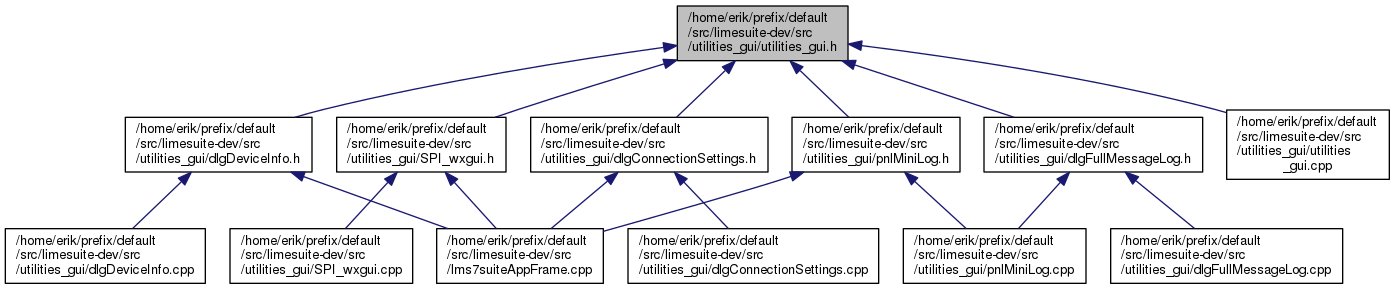 /home/erik/prefix/default
/src/limesuite-dev/src
/utilities_gui/utilities_gui.h
/home/erik/prefix/default
/src/limesuite-dev/src
/utilities_gui/dlgDeviceInfo.h
/home/erik/prefix/default
/src/limesuite-dev/src
/utilities_gui/SPI_wxgui.h
/home/erik/prefix/default
/src/limesuite-dev/src
/utilities_gui/dlgConnectionSettings.h
/home/erik/prefix/default
/src/limesuite-dev/src
/utilities_gui/pnlMiniLog.h
/home/erik/prefix/default
/src/limesuite-dev/src
/utilities_gui/dlgFullMessageLog.h
/home/erik/prefix/default
/src/limesuite-dev/src
/utilities_gui/utilities
_gui.cpp
/home/erik/prefix/default
/src/limesuite-dev/src
/utilities_gui/dlgDeviceInfo.cpp
/home/erik/prefix/default
/src/limesuite-dev/src
/utilities_gui/SPI_wxgui.cpp
/home/erik/prefix/default
/src/limesuite-dev/src
/lms7suiteAppFrame.cpp
/home/erik/prefix/default
/src/limesuite-dev/src
/utilities_gui/dlgConnectionSettings.cpp
/home/erik/prefix/default
/src/limesuite-dev/src
/utilities_gui/pnlMiniLog.cpp
/home/erik/prefix/default
/src/limesuite-dev/src
/utilities_gui/dlgFullMessageLog.cpp